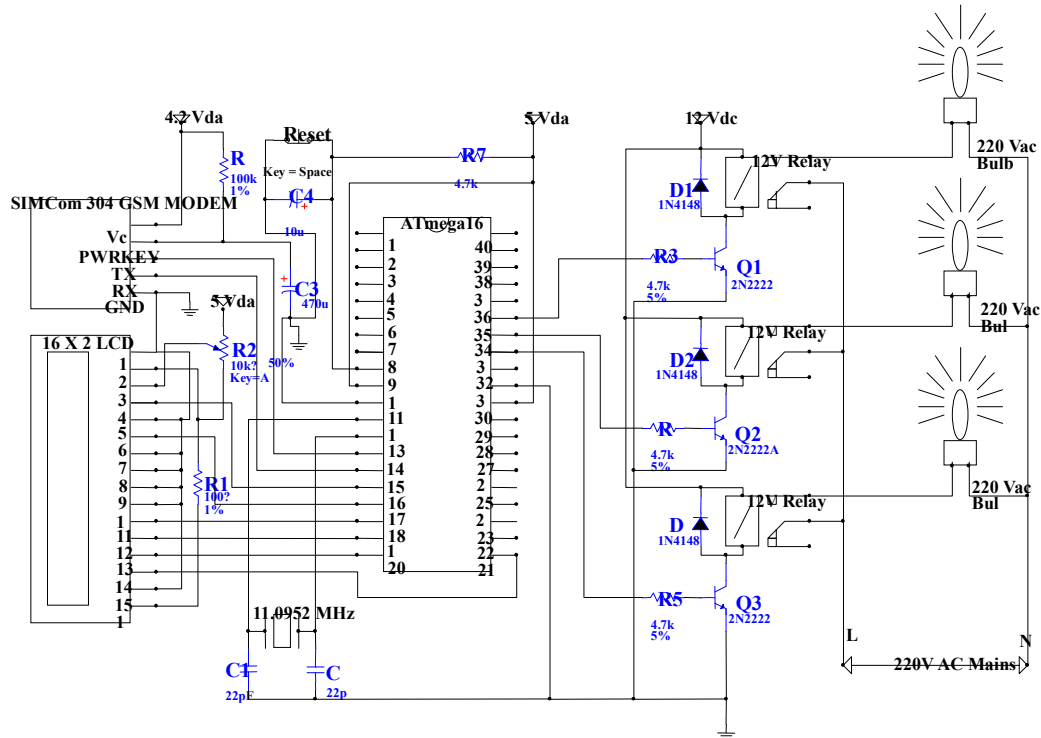 4.2 Vda
Reset
5 Vda
12 Vdc
R
100k
1%
Key = Space
C4
10u
R7
4.7k
12V Relay
D1
1N4148
220 Vac
Bulb
SIMCom 304 GSM MODEM
Vc
PWRKEY
TX
RX
GND
C3
470u
5 Vda
R2
10k?
Key=A
50%
ATmega16
1
2
3
4
5
6
7
8
9
1
11
1
13
14
15
16
17
18
1
20
40
39
38
3
36
35
34
3
32
3
30
29
28
27
2
25
2
23
22
21
R3
4.7k
5%
Q1
2N2222
12V Relay
D2
1N4148
220 Vac
Bul
R
4.7k
5%
Q2
2N2222A
12V Relay
D
1N4148
220 Vac
Bul
R5
4.7k
5%
Q3
2N2222
16 X 2 LCD
1
2
3
4
5
6
7
8
9
1
11
12
13
14
15
1
R1
100?
1%
11.0952 MHz
C1
22pF
C
22p
L
N
220V AC Mains